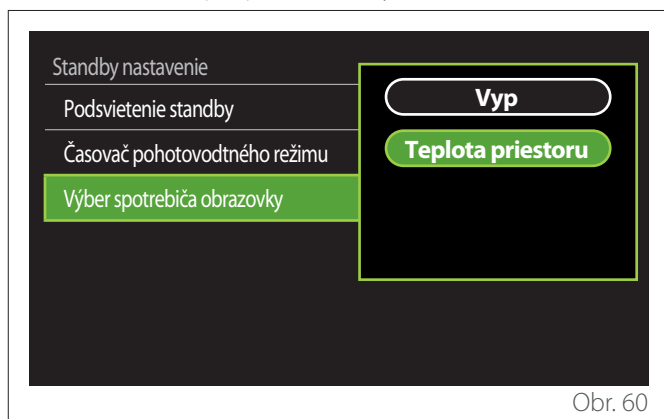 Standby nastavenie
Podsvietenie standby
Časovač pohotovodtného režimu
Výber spotrebiča obrazovky
Vyp
Teplota priestoru
Obr. 60